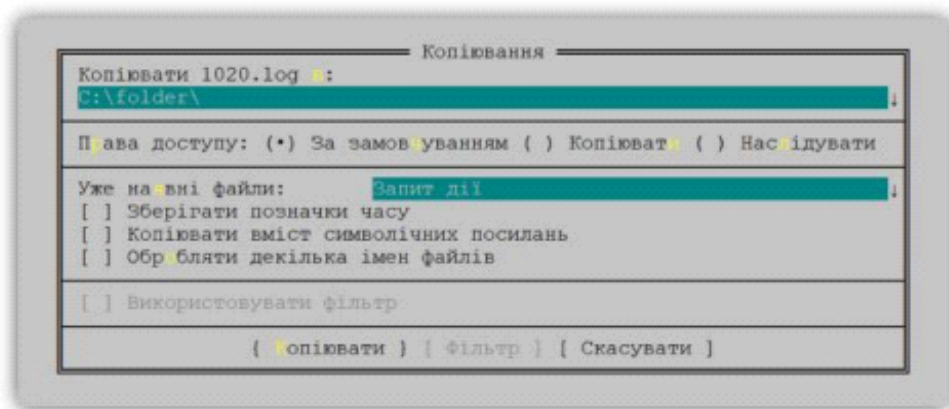 Копіювання
Копіювати 1020.log в:
C:\folder\ ↓
Права доступу: (•) За замовчуванням ( ) Копіювати ( ) Наслідувати
Уже наявні файли: Запит дії ↓
[ ] Зберігати позначки часу
[ ] Копіювати вміст символічних посилань
[ ] Обробляти декілька імен файлів
[ ] Використовувати фільтр
{ Копіювати } [ Фільтр ] [ Скасувати ]